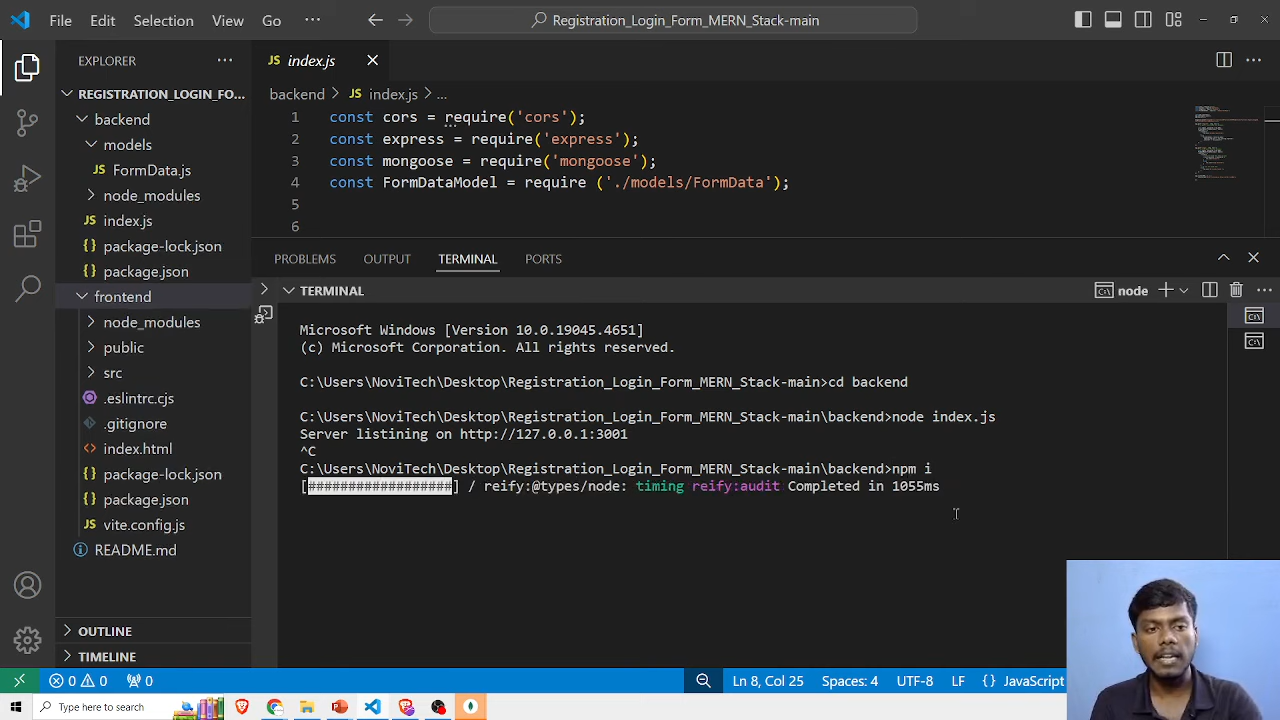 File Edit Selection View Go ···
Registration_Login_Form_MERN_Stack-main
EXPLORER ···
REGISTRATION_LOGIN_FO...
backend
models
FormData.js
node_modules
JS index.js
{} package-lock.json
{} package.json
frontend
node_modules
public
src
.eslintrc.cjs
.gitignore
index.html
{} package-lock.json
{} package.json
JS vite.config.js
README.md
OUTLINE
TIMELINE
JS index.js
backend > JS index.js > ...
1 const cors = require('cors');
2 const express = require('express');
3 const mongoose = require('mongoose');
4 const FormDataModel = require ('./models/FormData');
5
6
PROBLEMS OUTPUT TERMINAL PORTS
TERMINAL
node
Microsoft Windows [Version 10.0.19045.4651]
(c) Microsoft Corporation. All rights reserved.
C:\Users\NoviTech\Desktop\Registration_Login_Form_MERN_Stack-main>cd backend
C:\Users\NoviTech\Desktop\Registration_Login_Form_MERN_Stack-main\backend>node index.js
Server listining on http://127.0.0.1:3001
^C
C:\Users\NoviTech\Desktop\Registration_Login_Form_MERN_Stack-main\backend>npm i
[##################] / reify:@types/node: timing reify:audit Completed in 1055ms
0 0 0 Ln 8, Col 25 Spaces: 4 UTF-8 LF {} JavaScript
Type here to search